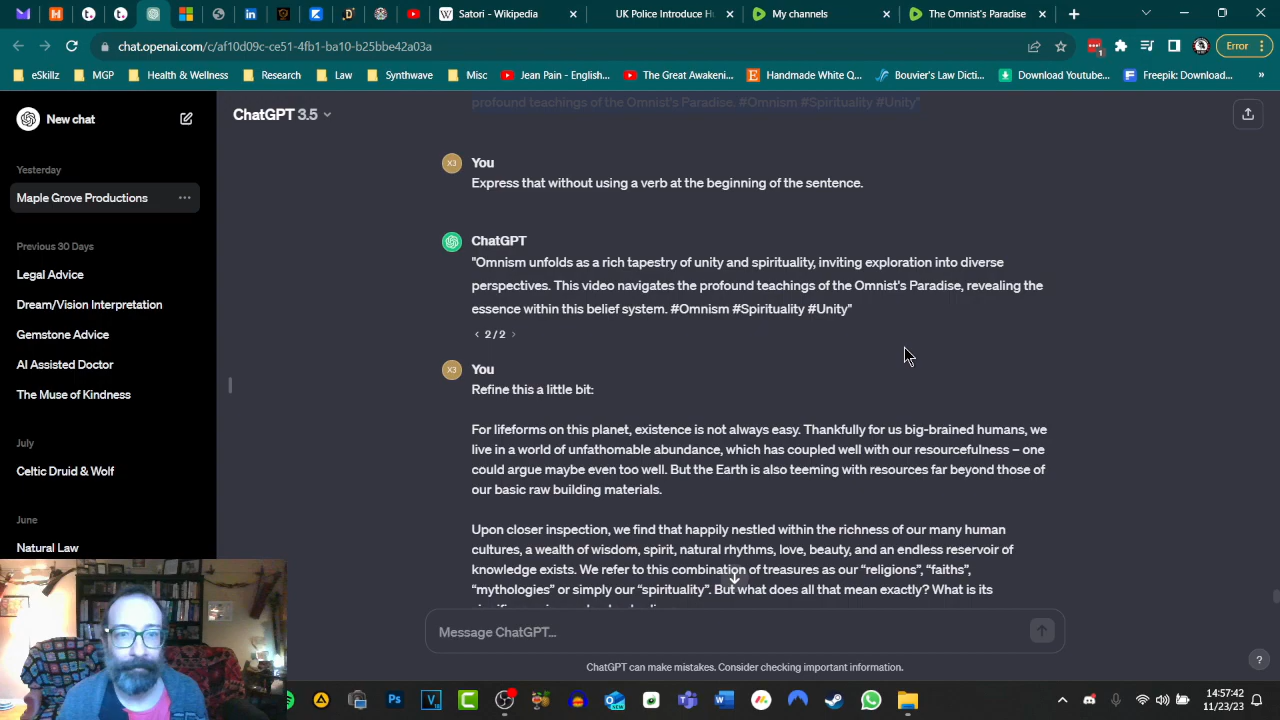 Satori - Wikipedia
UK Police Introduce H
My channels
The Omnist's Paradise
chat.openai.com/c/af10d09c-ce51-4fb1-ba10-b25bbe42a03a
Error
eSkillz
MGP
Health & Wellness
Research
Law
Synthwave
Misc
Jean Pain - English...
The Great Awakeni...
Handmade White Q...
Bouvier's Law Dicti...
Download Youtube...
Freepik: Download...
New chat
Yesterday
Maple Grove Productions
Previous 30 Days
Legal Advice
Dream/Vision Interpretation
Gemstone Advice
AI Assisted Doctor
The Muse of Kindness
July
Celtic Druid & Wolf
June
Natural Law
ChatGPT 3.5
profound teachings of the Omnist's Paradise. #Omnism #Spirituality #Unity"
X3
You
Express that without using a verb at the beginning of the sentence.
ChatGPT
"Omnism unfolds as a rich tapestry of unity and spirituality, inviting exploration into diverse
perspectives. This video navigates the profound teachings of the Omnist's Paradise, revealing the
essence within this belief system. #Omnism #Spirituality #Unity"
2 / 2
X3
You
Refine this a little bit:
For lifeforms on this planet, existence is not always easy. Thankfully for us big-brained humans, we
live in a world of unfathomable abundance, which has coupled well with our resourcefulness – one
could argue maybe even too well. But the Earth is also teeming with resources far beyond those of
our basic raw building materials.
Upon closer inspection, we find that happily nestled within the richness of our many human
cultures, a wealth of wisdom, spirit, natural rhythms, love, beauty, and an endless reservoir of
knowledge exists. We refer to this combination of treasures as our “religions”, “faiths”,
“mythologies” or simply our “spirituality”. But what does all that mean exactly? What is its
Message ChatGPT...
ChatGPT can make mistakes. Consider checking important information.
?
14:57:42
11/23/23